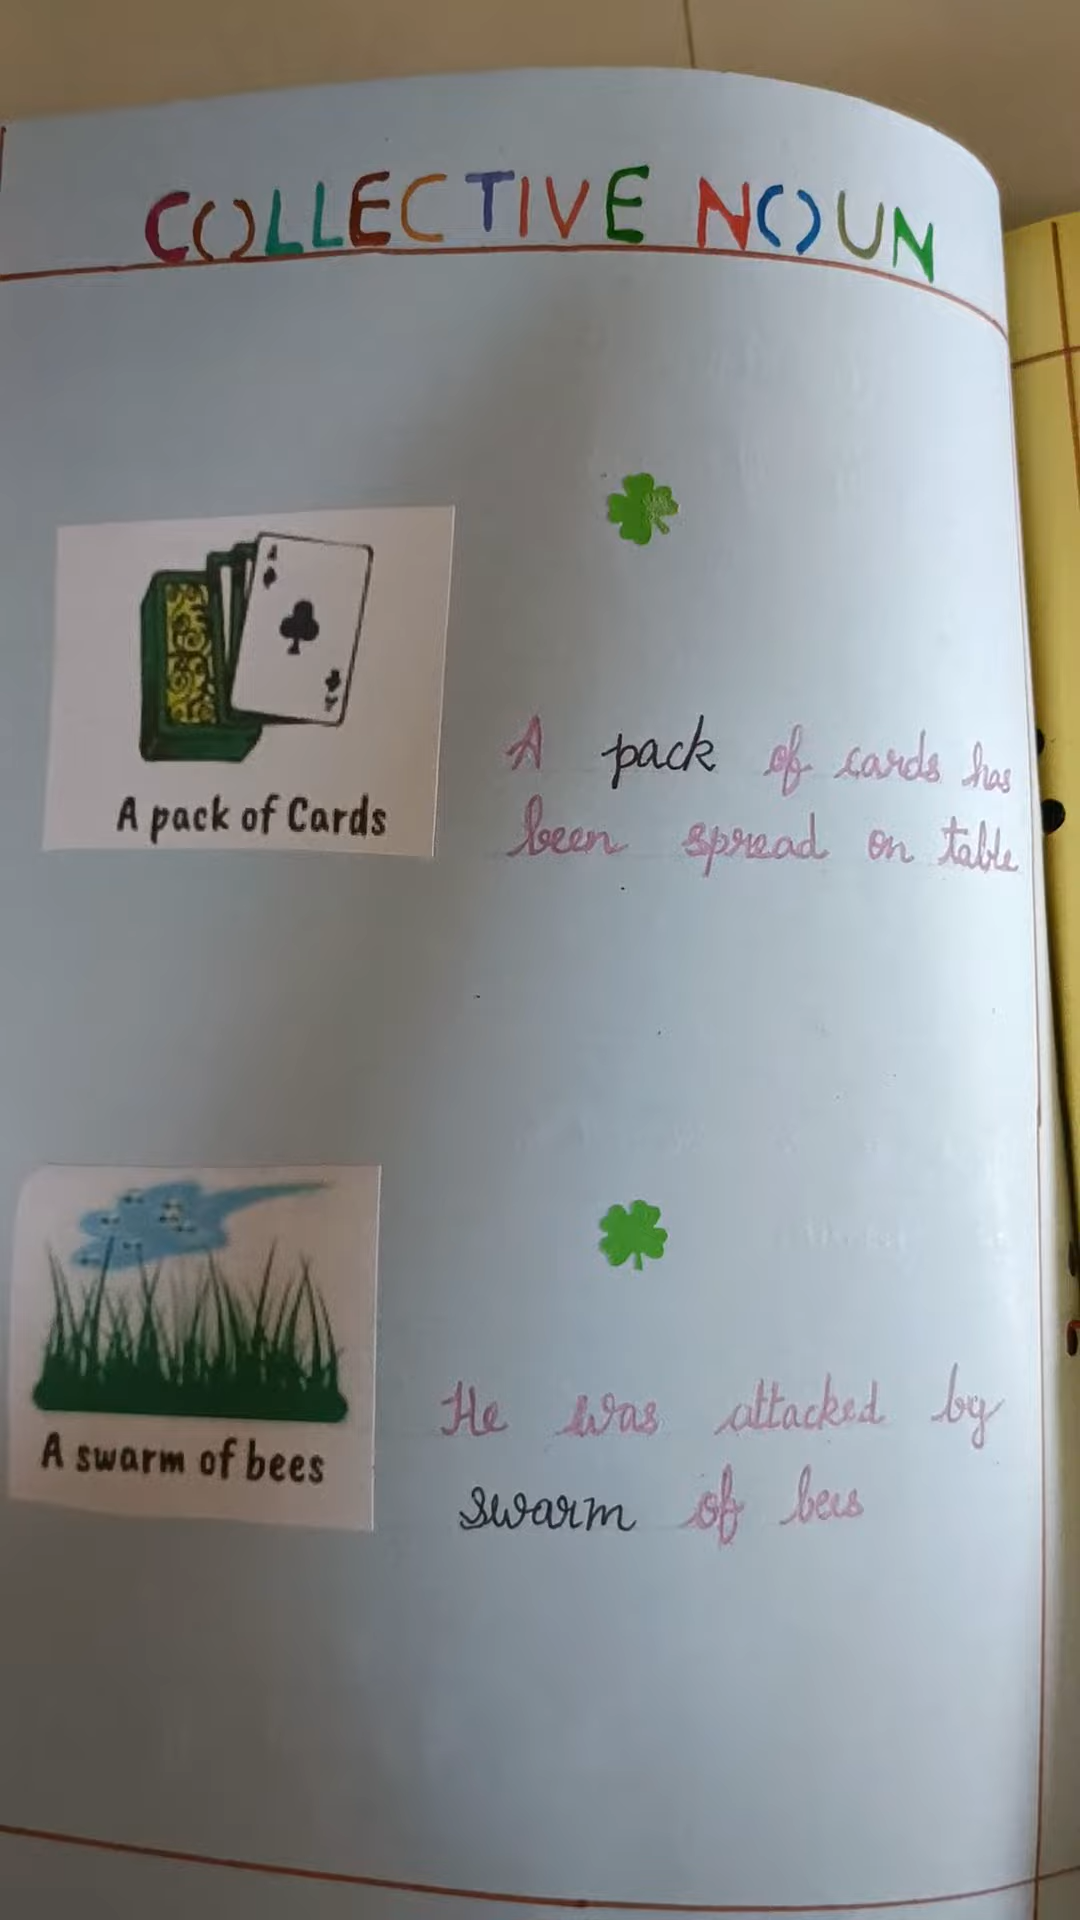 COLLECTIVE NOUN
A pack of Cards
A pack of cards has
been spread on table
A swarm of bees
He was attacked by
swarm of bees